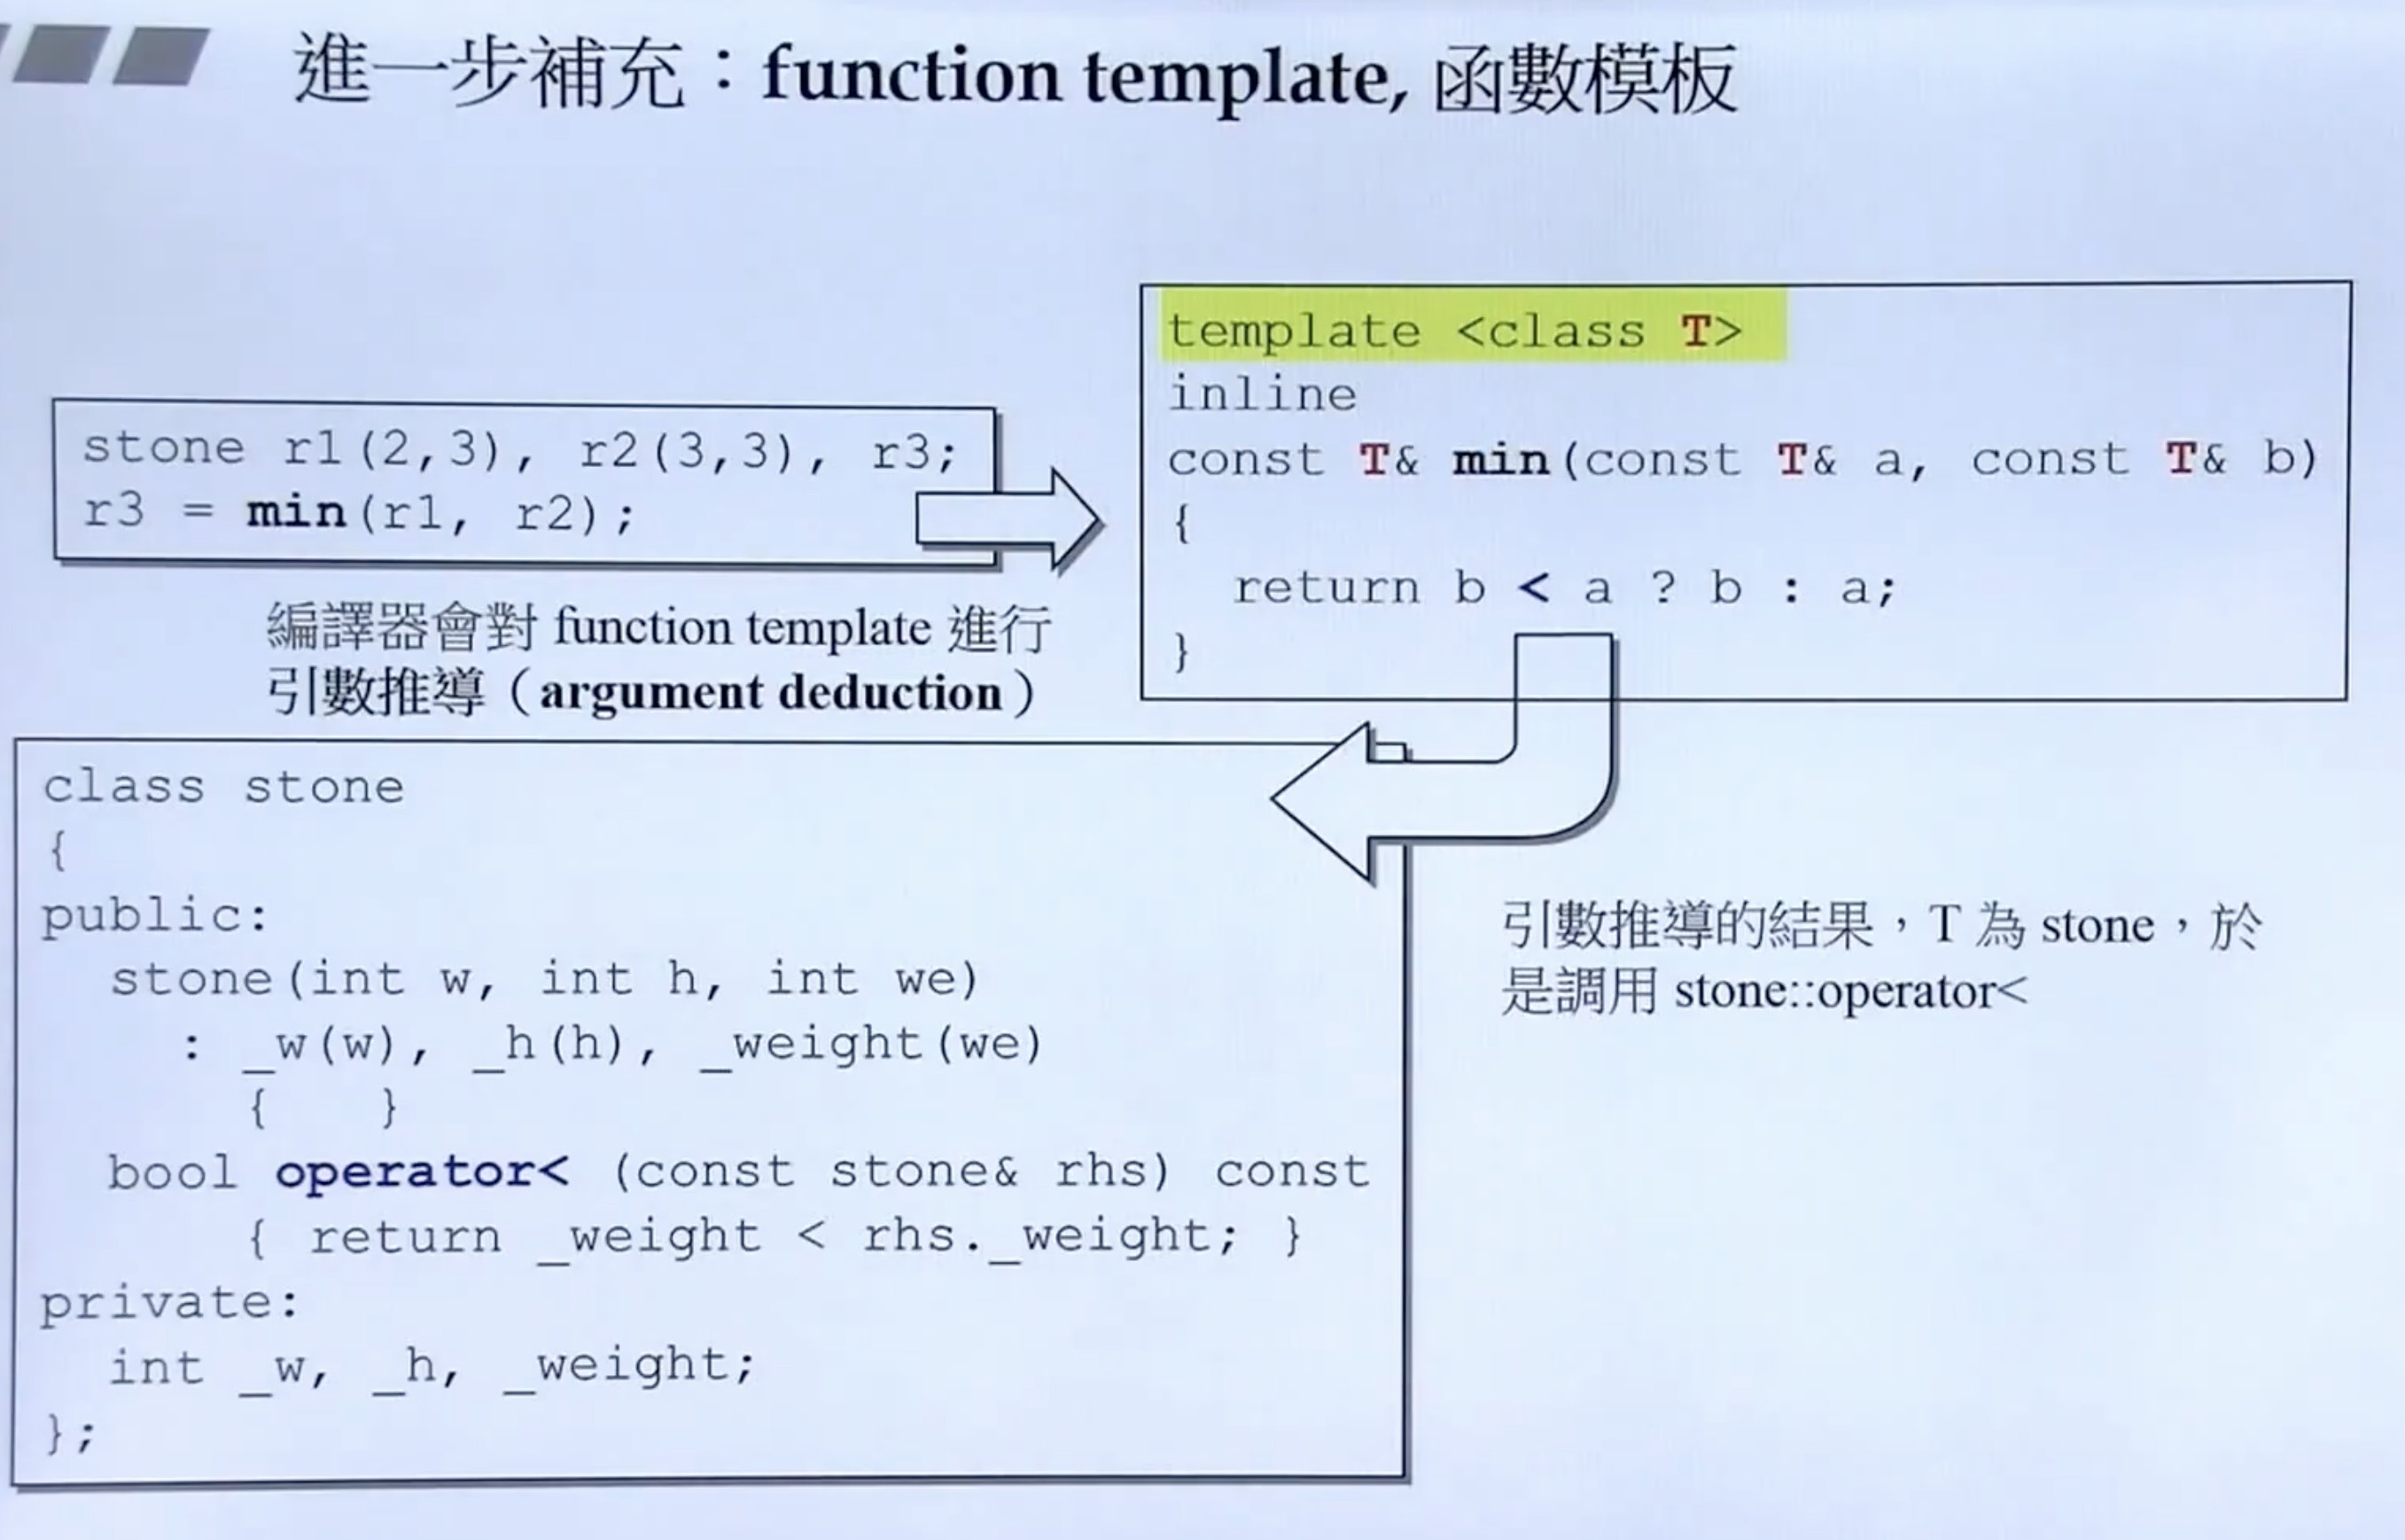 進一步補充：function template, 函數模板
stone r1(2,3), r2(3,3), r3;
r3 = min(r1, r2);
編譯器會對 function template 進行
引數推導（argument deduction）
template <class T>
inline
const T& min(const T& a, const T& b)
{
return b < a ? b : a;
}
class stone
{
public:
stone(int w, int h, int we)
: _w(w), _h(h), _weight(we)
{ }
bool operator< (const stone& rhs) const
{ return _weight < rhs._weight; }
private:
int _w, _h, _weight;
};
引數推導的結果，T 為 stone，於
是調用 stone::operator<